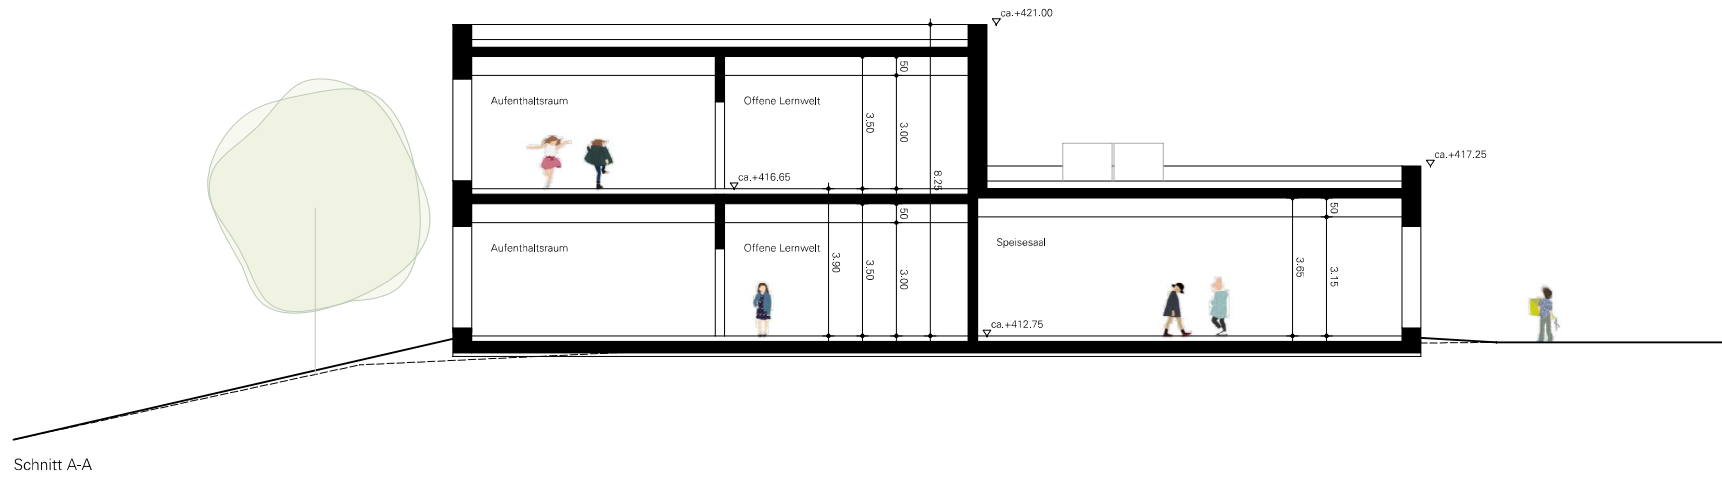 ca.+421.00
50
Aufenthaltsraum
Offene Lernwelt
3.50
3.00
ca.+417.25
ca.+416.65
8.25
50
50
Aufenthaltsraum
Offene Lernwelt
Speisesaal
3.90
3.50
3.00
3.65
3.15
ca.+412.75
Schnitt A-A